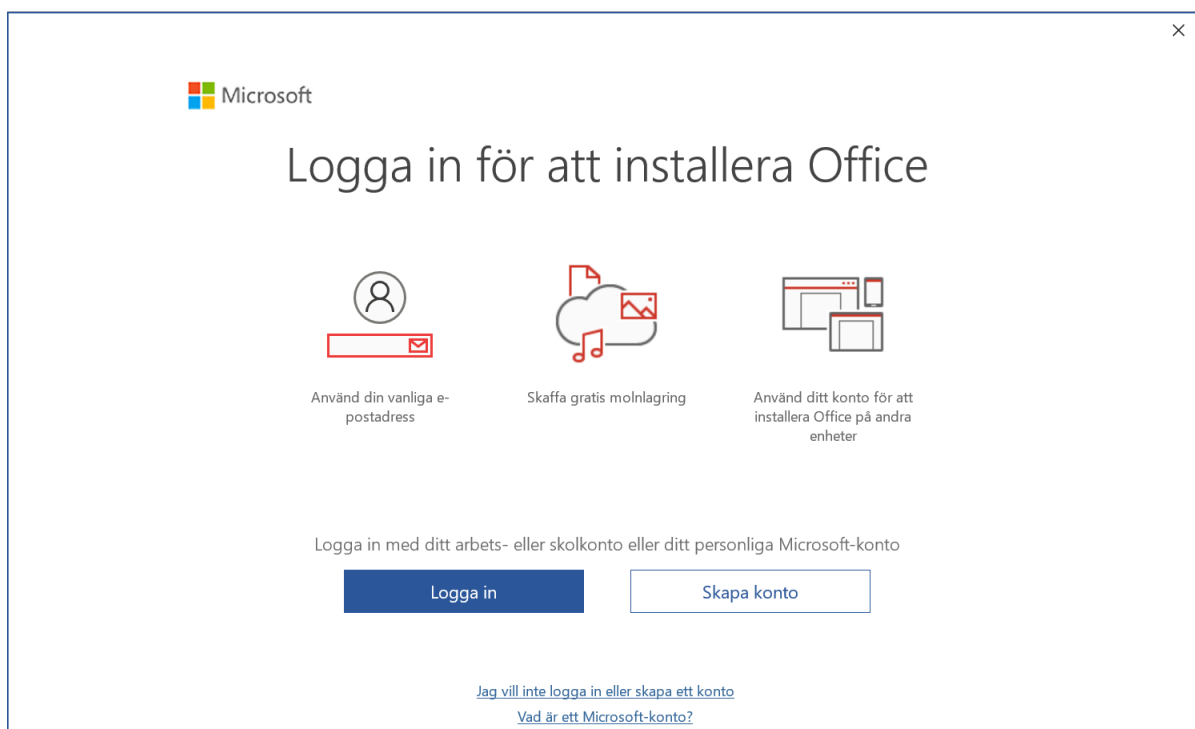 Microsoft
Logga in för att installera Office
Använd din vanliga e-
postadress
Skaffa gratis molnlagring
Använd ditt konto för att
installera Office på andra
enheter
Logga in med ditt arbets- eller skolkonto eller ditt personliga Microsoft-konto
Logga in
Skapa konto
Jag vill inte logga in eller skapa ett konto
Vad är ett Microsoft-konto?